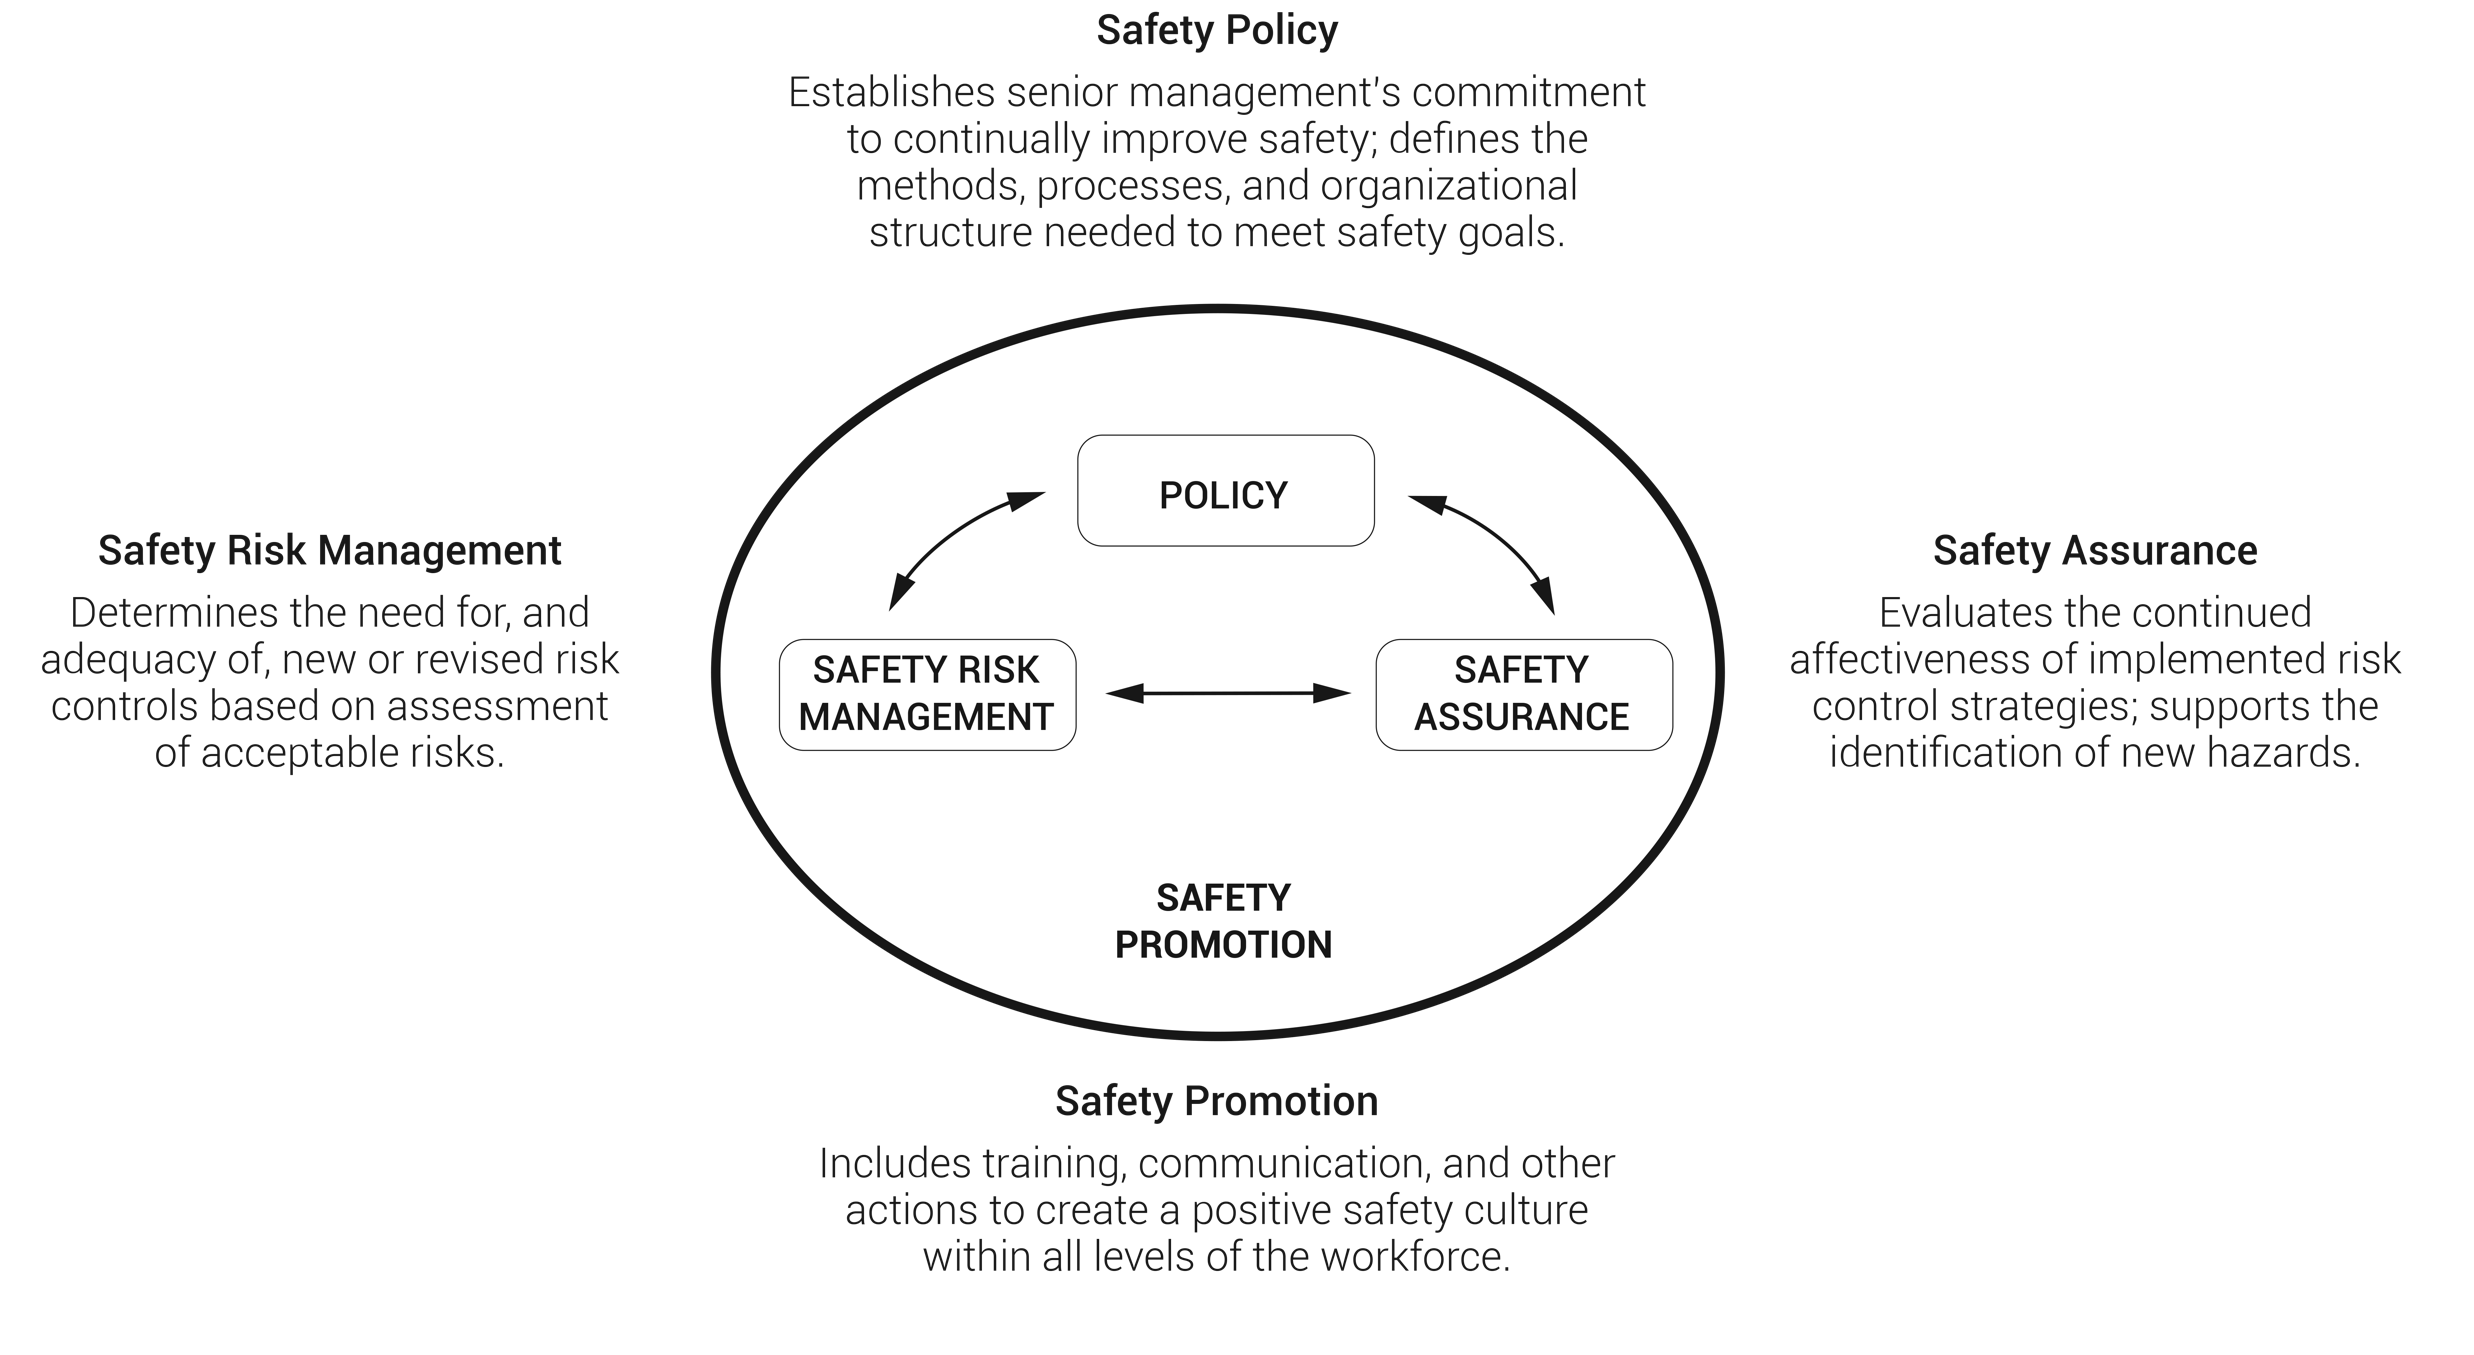 Safety Policy
Establishes senior management's commitment
to continually improve safety; defines the
methods, processes, and organizational
structure needed to meet safety goals.
POLICY
Safety Risk Management
Determines the need for, and
adequacy of, new or revised risk
controls based on assessment
of acceptable risks.
SAFETY RISK
MANAGEMENT
SAFETY
ASSURANCE
Safety Assurance
Evaluates the continued
affectiveness of implemented risk
control strategies; supports the
identification of new hazards.
SAFETY
PROMOTION
Safety Promotion
Includes training, communication, and other
actions to create a positive safety culture
within all levels of the workforce.